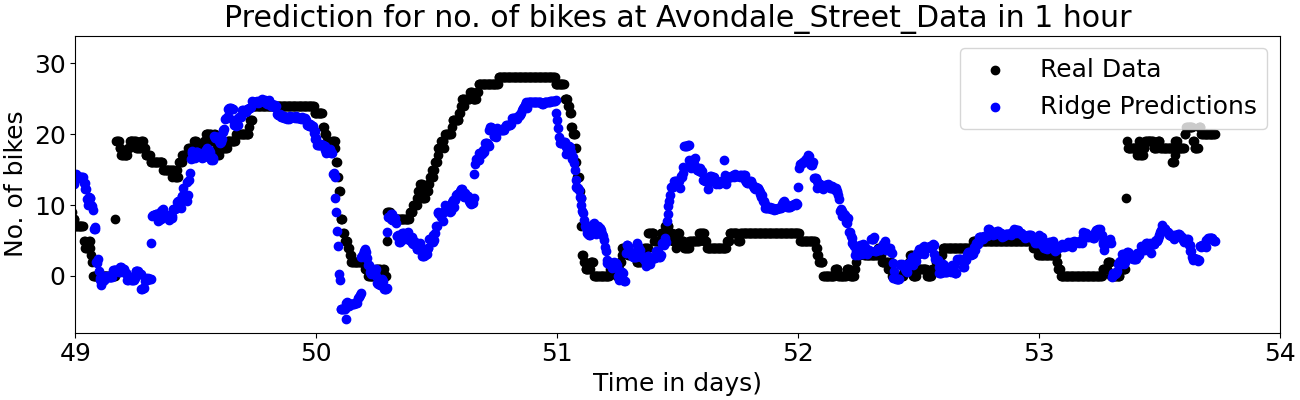 Prediction for no. of bikes at Avondale_Street_Data in 1 hour
No. of bikes
30
20
10
0
Real Data
Ridge Predictions
49 50 51 52 53 54
Time in days)